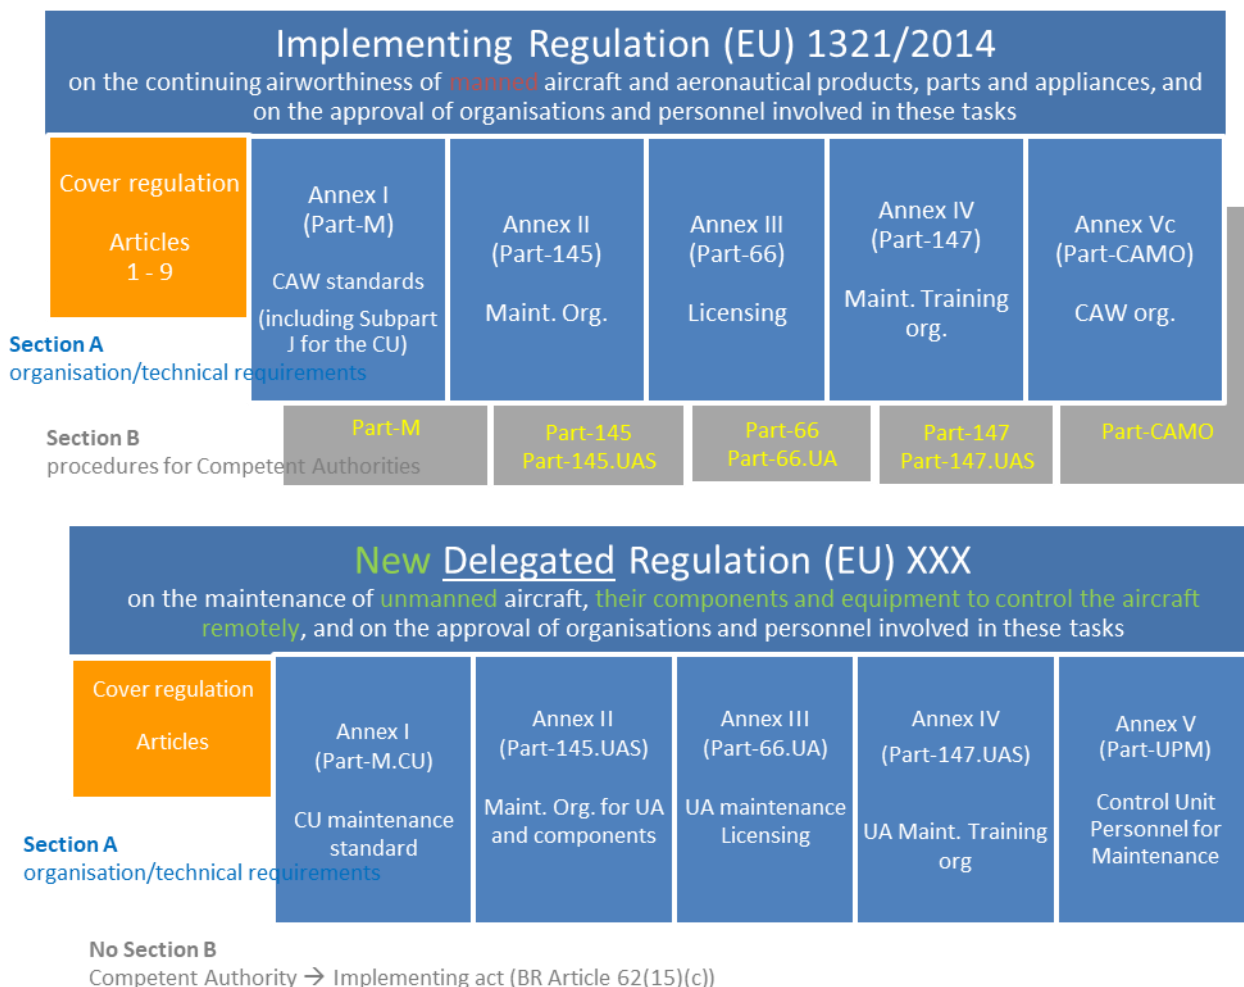 Implementing Regulation (EU) 1321/2014
on the continuing airworthiness of manned aircraft and aeronautical products, parts and appliances, and
on the approval of organisations and personnel involved in these tasks
Cover regulation
Articles
1 - 9
Annex I
(Part-M)
CAW standards
(including Subpart
J for the CU)
Annex II
(Part-145)
Maint. Org.
Annex III
(Part-66)
Licensing
Annex IV
(Part-147)
Maint. Training
org.
Annex Vc
(Part-CAMO)
CAW org.
Section A
organisation/technical requirements
Section B
procedures for Competent Authorities
Part-M
Part-145
Part-145.UAS
Part-66
Part-66.UA
Part-147
Part-147.UAS
Part-CAMO
New Delegated Regulation (EU) XXX
on the maintenance of unmanned aircraft, their components and equipment to control the aircraft
remotely, and on the approval of organisations and personnel involved in these tasks
Cover regulation
Articles
Annex I
(Part-M.CU)
CU maintenance
standard
Annex II
(Part-145.UAS)
Maint. Org. for UA
and components
Annex III
(Part-66.UA)
UA maintenance
Licensing
Annex IV
(Part-147.UAS)
UA Maint. Training
org
Annex V
(Part-UPM)
Control Unit
Personnel for
Maintenance
Section A
organisation/technical requirements
No Section B
Competent Authority → Implementing act (BR Article 62(15)(c))